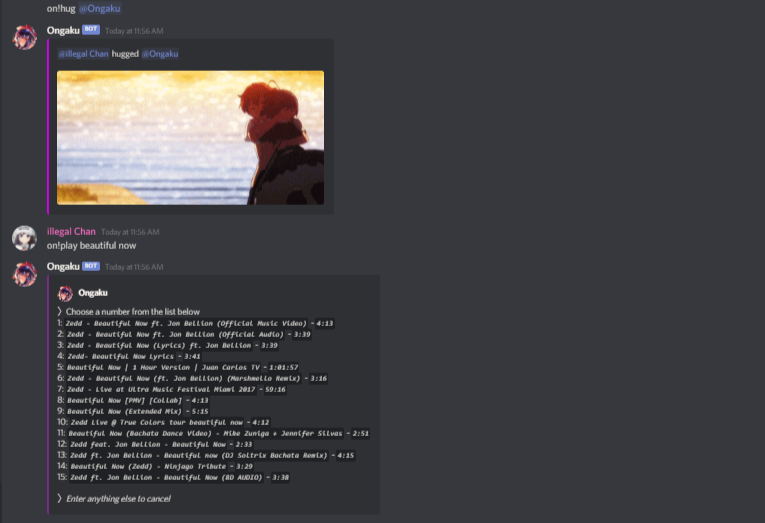 on!hug @Ongaku
Ongaku BOT Today at 11:56 AM
@illegal Chan hugged @Ongaku
illegal Chan Today at 11:56 AM
on!play beautiful now
Ongaku BOT Today at 11:56 AM
Ongaku
❯ Choose a number from the list below
1: Zedd - Beautiful Now ft. Jon Bellion (Official Music Video) - 4:13
2: Zedd - Beautiful Now ft. Jon Bellion (Official Audio) - 3:39
3: Zedd - Beautiful Now (Lyrics) ft. Jon Bellion - 3:39
4: Zedd- Beautiful Now Lyrics - 3:41
5: Beautiful Now | 1 Hour Version | Juan Carlos TV - 1:01:57
6: Zedd - Beautiful Now (ft. Jon Bellion) (Marshmello Remix) - 3:16
7: Zedd - Live at Ultra Music Festival Miami 2017 - 59:16
8: Beautiful Now [PMV] [Collab] - 4:13
9: Beautiful Now (Extended Mix) - 5:15
10: Zedd Live @ True Colors tour beautiful now - 4:12
11: Beautiful Now (Bachata Dance Video) - Mike Zuniga + Jennifer Silvas - 2:51
12: Zedd feat. Jon Bellion - Beautiful Now - 2:33
13: Zedd ft. Jon Bellion - Beautiful now (DJ Soltrix Bachata Remix) - 4:15
14: Beautiful Now (Zedd) - Ninjago Tribute - 3:29
15: Zedd ft. Jon Bellion - Beautiful Now (8D AUDIO) - 3:38
❯ Enter anything else to cancel